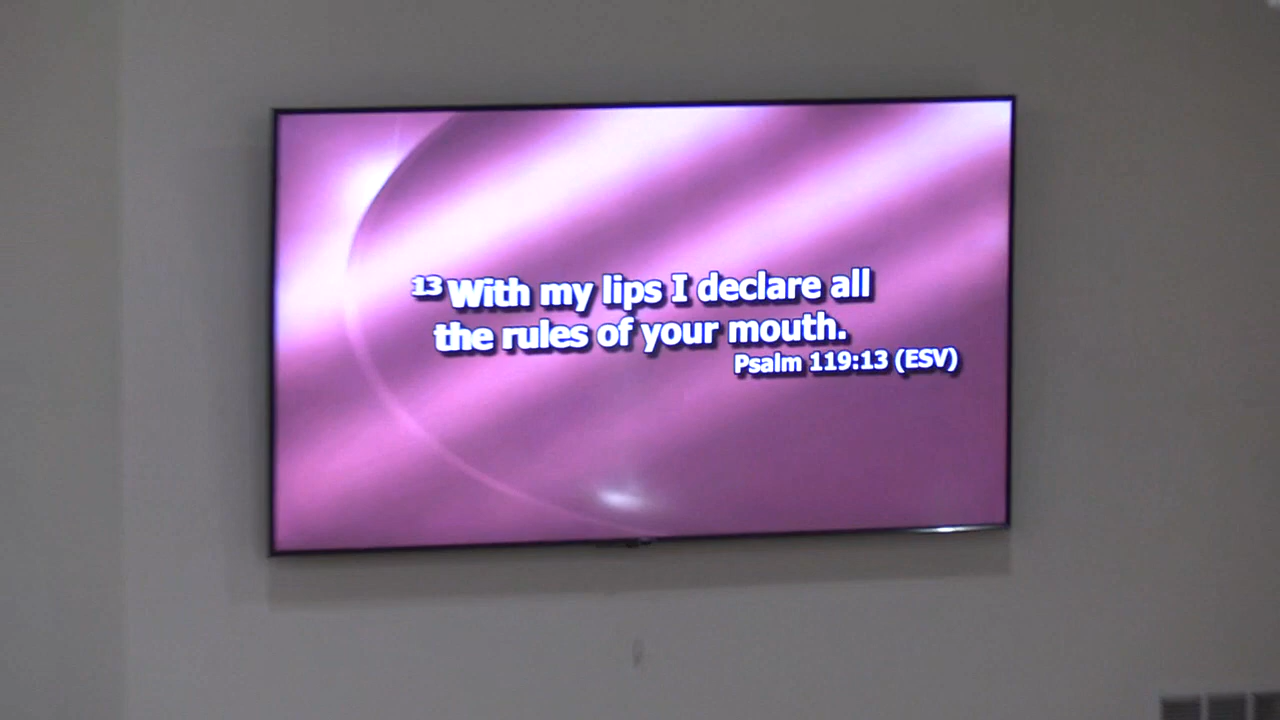 13 With my lips I declare all
the rules of your mouth.
Psalm 119:13 (ESV)